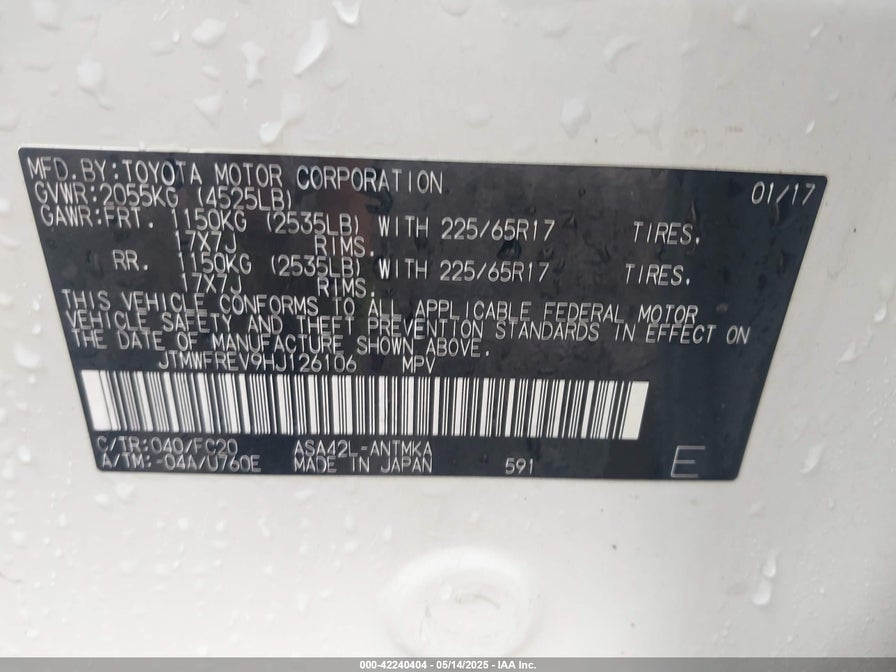 MFD.BY:TOYOTA MOTOR CORPORATION 01/17
GVWR:2055KG (4525LB)
GAWR:FRT. 1150KG (2535LB) WITH 225/65R17 TIRES.
17X7J RIMS.
RR. 1150KG (2535LB) WITH 225/65R17 TIRES.
17X7J RIMS.
THIS VEHICLE CONFORMS TO ALL APPLICABLE FEDERAL MOTOR
VEHICLE SAFETY AND THEFT PREVENTION STANDARDS IN EFFECT ON
THE DATE OF MANUFACTURE SHOWN ABOVE.
JTMWFREV9HJ126106 MPV
C/TR:040/FC20 ASA42L-ANTMKA
A/TM:-04A/U760E MADE IN JAPAN 591 E
000-42240404 - 05/14/2025 - IAA Inc.